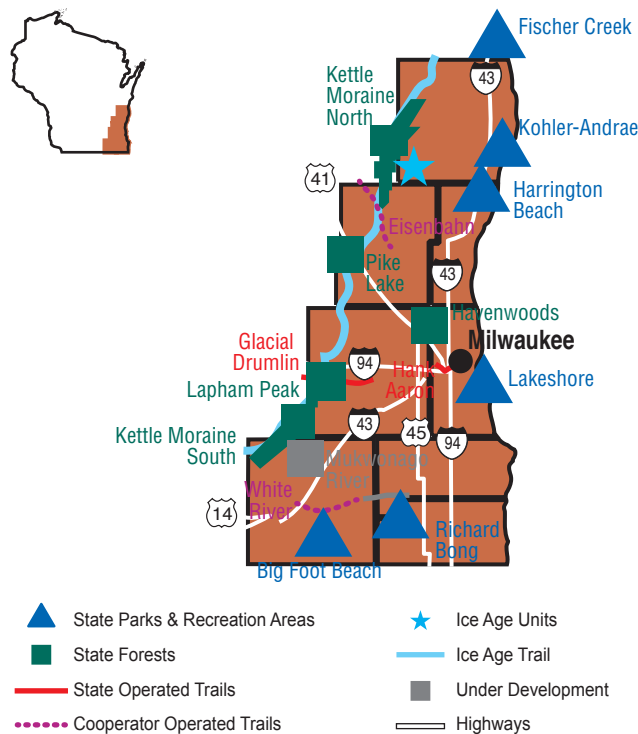 Fischer Creek
43
Kettle
Moraine
North
Kohler-Andrae
41
Harrington
Beach
Eisenbahn
Pike
Lake
43
Havenwoods
Milwaukee
Glacial
Drumlin
94
Hank
Aaron
Lapham Peak
Lakeshore
43
45
94
Kettle Moraine
South
Mukwonago
River
White
River
14
Richard
Bong
Big Foot Beach
State Parks & Recreation Areas
Ice Age Units
State Forests
Ice Age Trail
State Operated Trails
Under Development
Cooperator Operated Trails
Highways